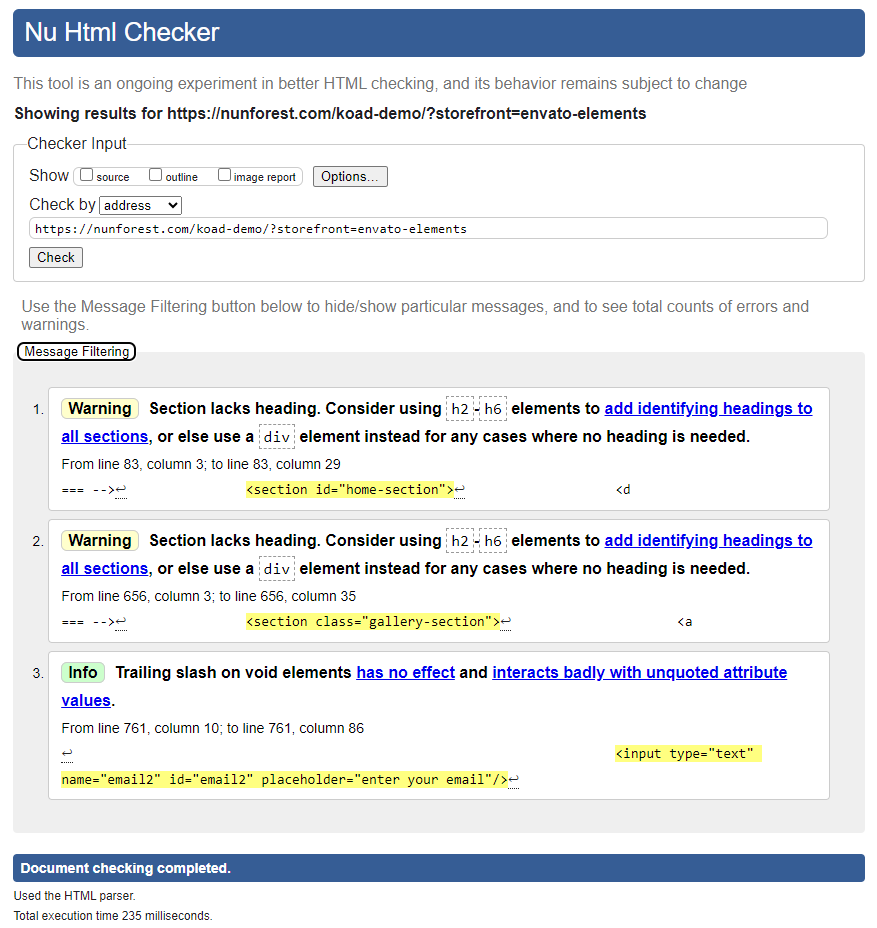 Nu Html Checker
This tool is an ongoing experiment in better HTML checking, and its behavior remains subject to change
Showing results for https://nunforest.com/koad-demo/?storefront=envato-elements
Checker Input
Show source outline image report Options...
Check by address
https://nunforest.com/koad-demo/?storefront=envato-elements
Check
Use the Message Filtering button below to hide/show particular messages, and to see total counts of errors and
warnings.
Message Filtering
1. Warning Section lacks heading. Consider using h2-h6 elements to add identifying headings to
all sections, or else use a div element instead for any cases where no heading is needed.
From line 83, column 3; to line 83, column 29
=== -->↩ <section id="home-section">↩ <d
2. Warning Section lacks heading. Consider using h2-h6 elements to add identifying headings to
all sections, or else use a div element instead for any cases where no heading is needed.
From line 656, column 3; to line 656, column 35
=== -->↩ <section class="gallery-section">↩ <a
3. Info Trailing slash on void elements has no effect and interacts badly with unquoted attribute
values.
From line 761, column 10; to line 761, column 86
↩ <input type="text"
name="email2" id="email2" placeholder="enter your email"/>↩
Document checking completed.
Used the HTML parser.
Total execution time 235 milliseconds.